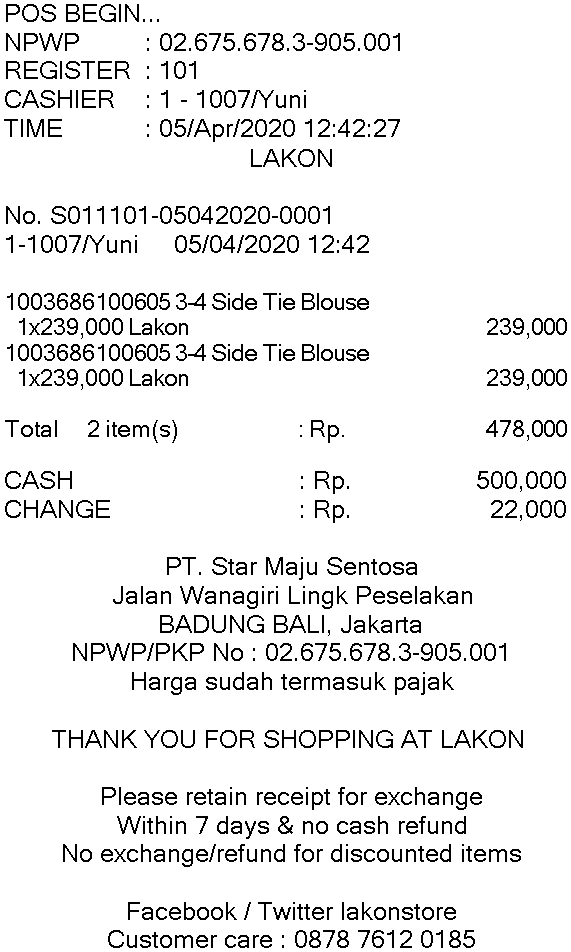 POS BEGIN...
NPWP : 02.675.678.3-905.001
REGISTER : 101
CASHIER : 1 - 1007/Yuni
TIME : 05/Apr/2020 12:42:27
LAKON
No. S011101-05042020-0001
1-1007/Yuni 05/04/2020 12:42
1003686100605 3-4 Side Tie Blouse
1x239,000 Lakon 239,000
1003686100605 3-4 Side Tie Blouse
1x239,000 Lakon 239,000
Total 2 item(s) : Rp. 478,000
CASH : Rp. 500,000
CHANGE : Rp. 22,000
PT. Star Maju Sentosa
Jalan Wanagiri Lingk Peselakan
BADUNG BALI, Jakarta
NPWP/PKP No : 02.675.678.3-905.001
Harga sudah termasuk pajak
THANK YOU FOR SHOPPING AT LAKON
Please retain receipt for exchange
Within 7 days & no cash refund
No exchange/refund for discounted items
Facebook / Twitter lakonstore
Customer care : 0878 7612 0185